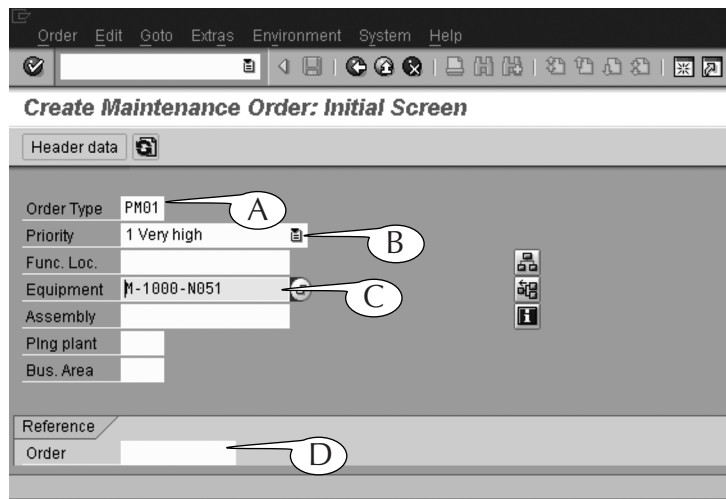 Order Edit Goto Extras Environment System Help
Create Maintenance Order: Initial Screen
Header data
Order Type PM01 A
Priority 1 Very high B
Func. Loc.
Equipment M-1000-N051 C
Assembly
Plng plant
Bus. Area
Reference
Order D